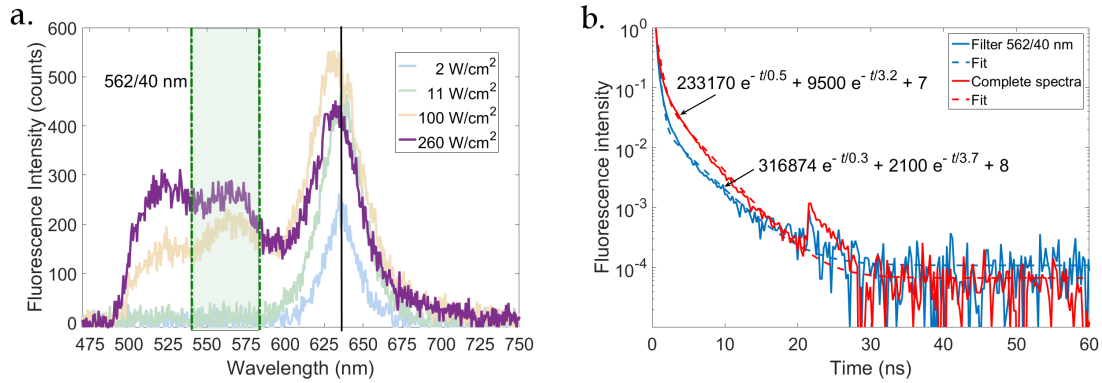 a.
Fluorescence Intensity (counts)
600
500
400
300
200
100
0
562/40 nm
2 W/cm²
11 W/cm²
100 W/cm²
260 W/cm²
475 500 525 550 575 600 625 650 675 700 725 750
Wavelength (nm)
b.
Fluorescence intensity
10⁰
10⁻¹
10⁻²
10⁻³
10⁻⁴
Filter 562/40 nm
Fit
Complete spectra
Fit
233170 e⁻ ᵗ/⁰·⁵ + 9500 e⁻ ᵗ/³·² + 7
316874 e⁻ ᵗ/⁰·³ + 2100 e⁻ ᵗ/³·⁷ + 8
0 10 20 30 40 50 60
Time (ns)